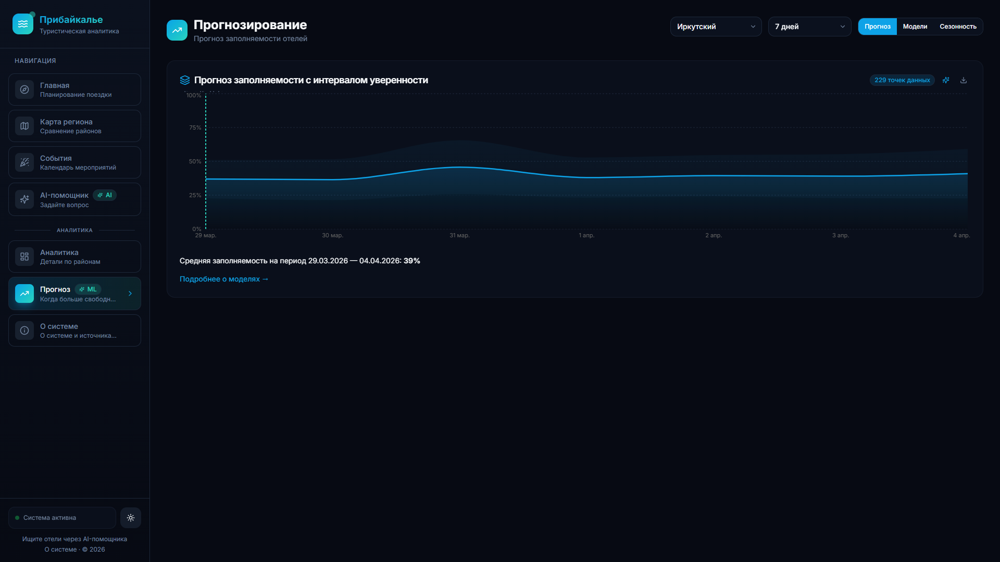 Прибайкалье
Туристическая аналитика
НАВИГАЦИЯ
Главная
Планирование поездки
Карта региона
Сравнение районов
События
Календарь мероприятий
AI-помощник
AI
Задайте вопрос
АНАЛИТИКА
Аналитика
Детали по районам
Прогноз
ML
Когда больше свободн...
О системе
О системе и источника...
Система активна
Ищите отели через AI-помощника
О системе · © 2026
Прогнозирование
Прогноз заполняемости отелей
Иркутский
7 дней
Прогноз
Модели
Сезонность
Прогноз заполняемости с интервалом уверенности
229 точек данных
100%
75%
50%
25%
0%
29 мар.
30 мар.
31 мар.
1 апр.
2 апр.
3 апр.
4 апр.
Средняя заполняемость на период 29.03.2026 — 04.04.2026: 39%
Подробнее о моделях →